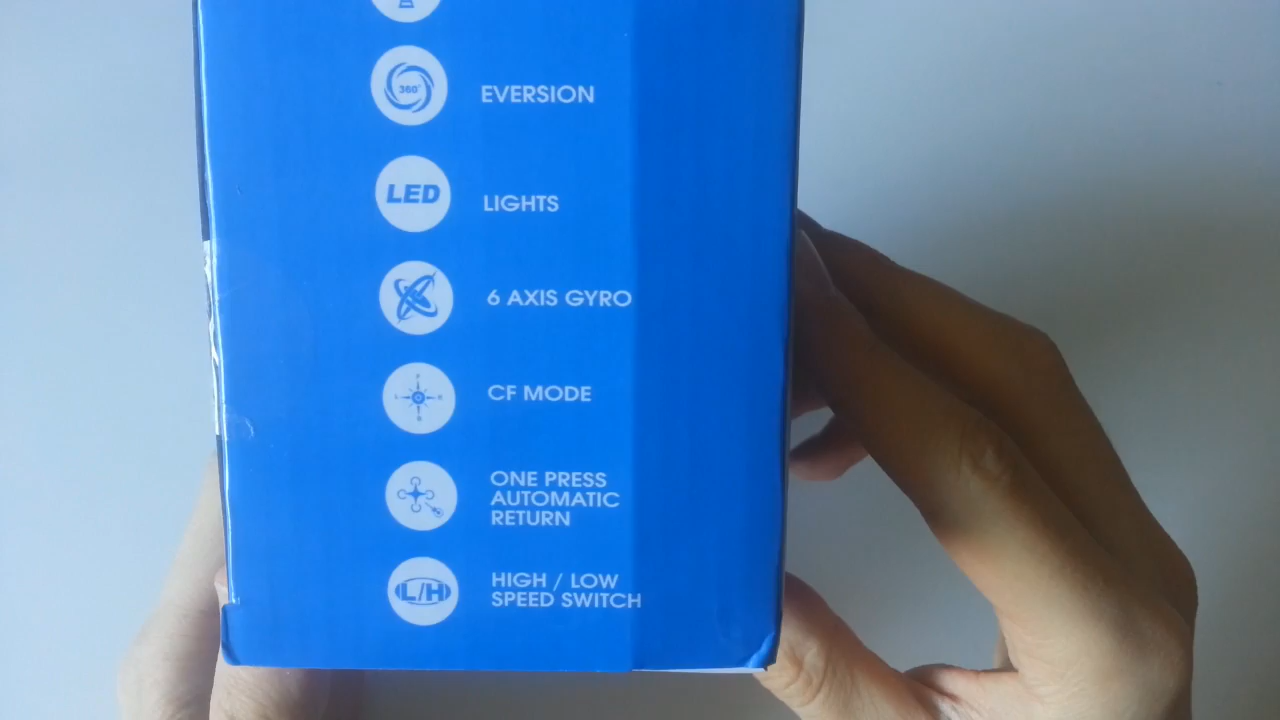 360°
EVERSION
LED
LIGHTS
6 AXIS GYRO
CF MODE
ONE PRESS
AUTOMATIC
RETURN
L/H
HIGH / LOW
SPEED SWITCH